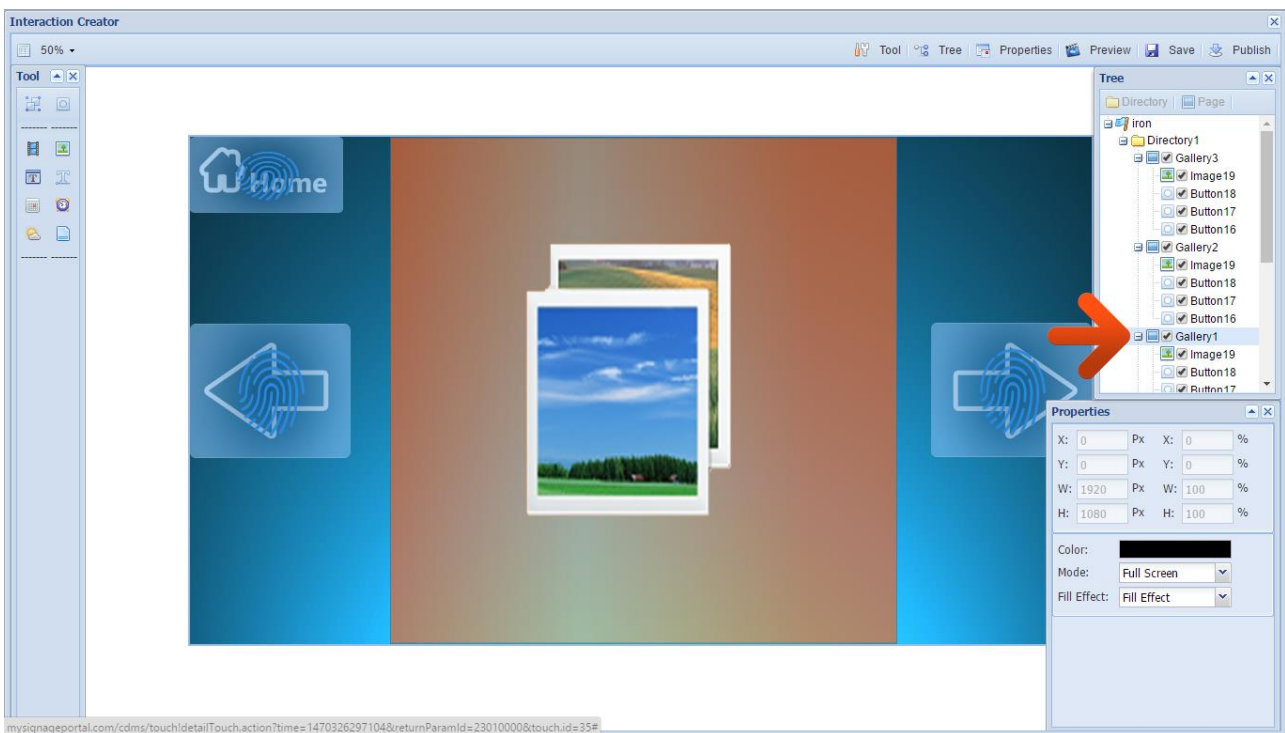 Interaction Creator
50%
Tool Tree Properties Preview Save Publish
Tool
Tree
Directory Page
iron
Directory1
Gallery3
Image19
Button18
Button17
Button16
Gallery2
Image19
Button18
Button17
Button16
Gallery1
Image19
Button18
Button17
Home
Properties
X: 0 Px X: 0 %
Y: 0 Px Y: 0 %
W: 1920 Px W: 100 %
H: 1080 Px H: 100 %
Color:
Mode: Full Screen
Fill Effect: Fill Effect
mysignageportal.com/cdms/touch!detailTouch.action?time=1470326297104&returnParamId=23010000&touch.id=35#